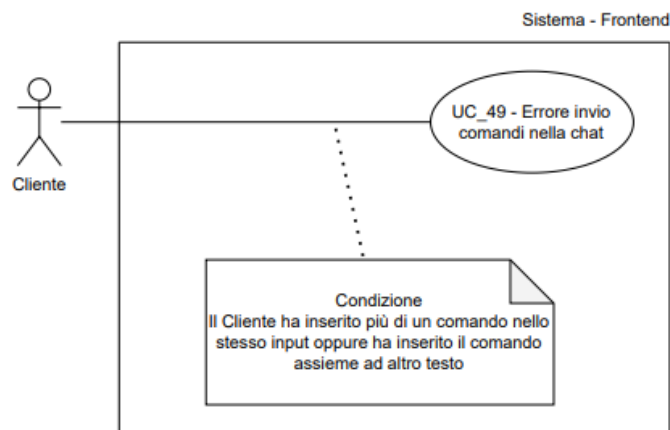 Sistema - Frontend
UC_49 - Errore invio
comandi nella chat
Cliente
Condizione
Il Cliente ha inserito più di un comando nello
stesso input oppure ha inserito il comando
assieme ad altro testo